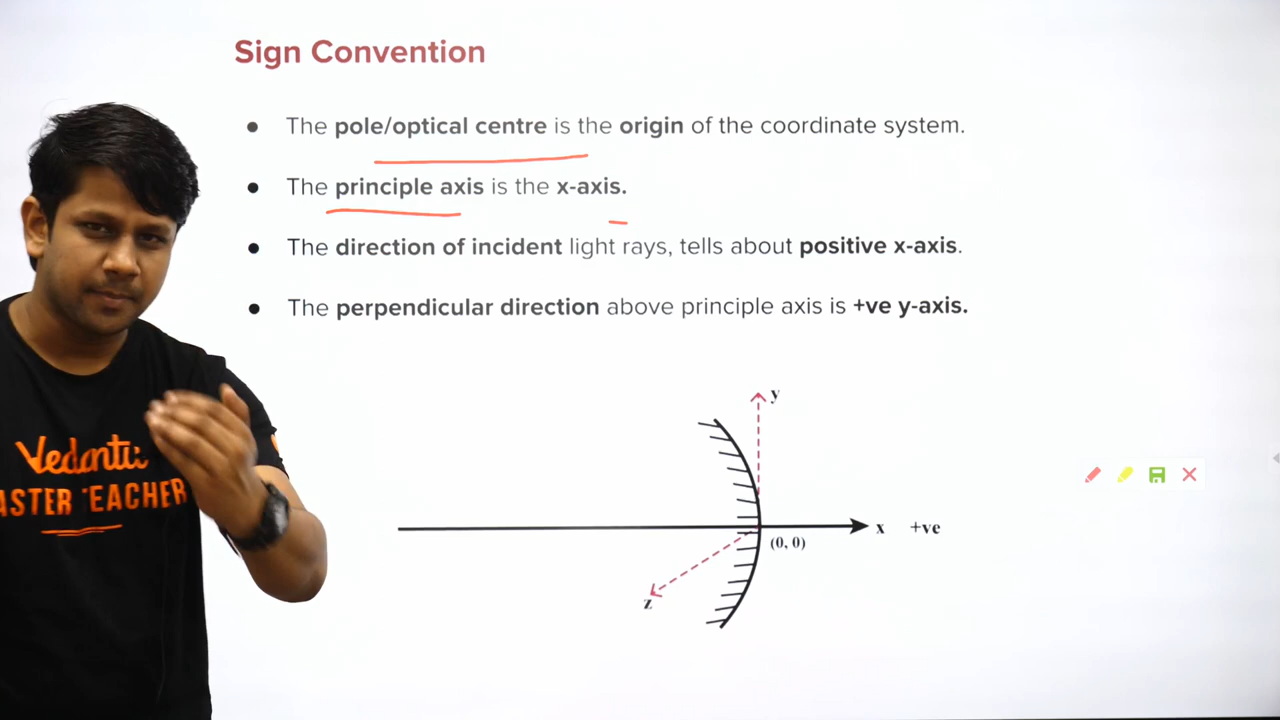 Sign Convention
● The pole/optical centre is the origin of the coordinate system.
● The principle axis is the x-axis.
● The direction of incident light rays, tells about positive x-axis.
● The perpendicular direction above principle axis is +ve y-axis.
y
x +ve
(0, 0)
z
Vedantu
ASTER TEACHER